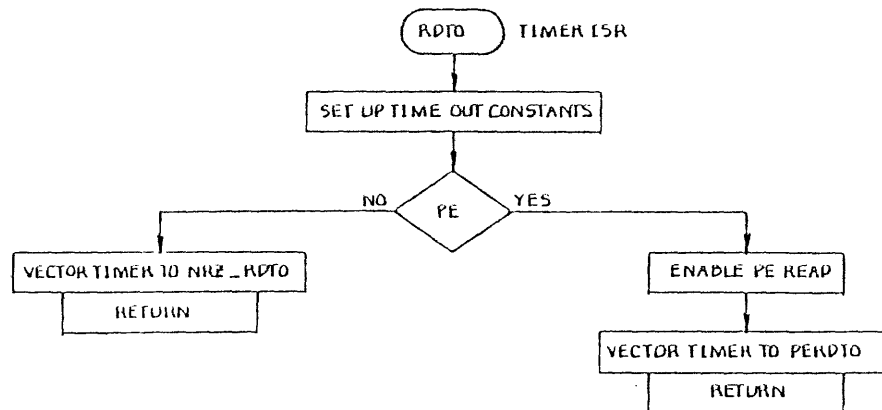 RDTO TIMER ISR
SET UP TIME OUT CONSTANTS
NO PE YES
VECTOR TIMER TO NRZ_RDTO
RETURN
ENABLE PE READ
VECTOR TIMER TO PERDTO
RETURN